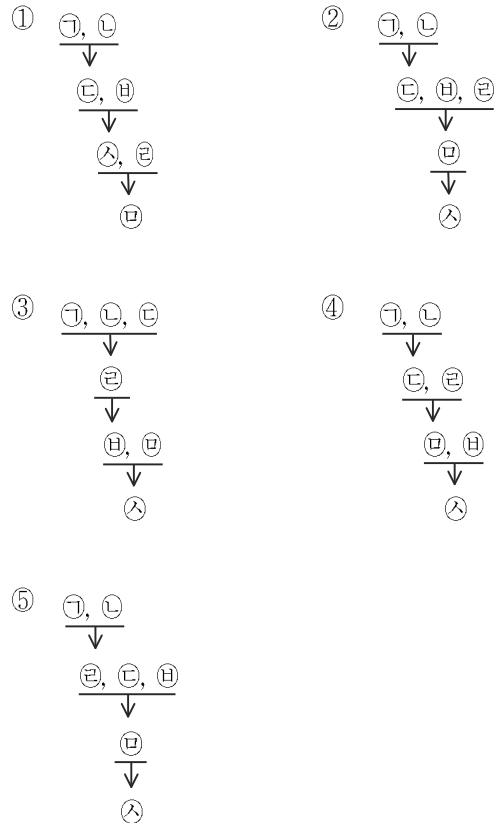 ① ㉠, ㉡
㉢, ㉥
㉦, ㉣
㉤
② ㉠, ㉡
㉢, ㉥, ㉣
㉤
㉦
③ ㉠, ㉡, ㉢
㉣
㉥, ㉤
㉦
④ ㉠, ㉡
㉢, ㉣
㉤, ㉥
㉦
⑤ ㉠, ㉡
㉣, ㉢, ㉥
㉤
㉦